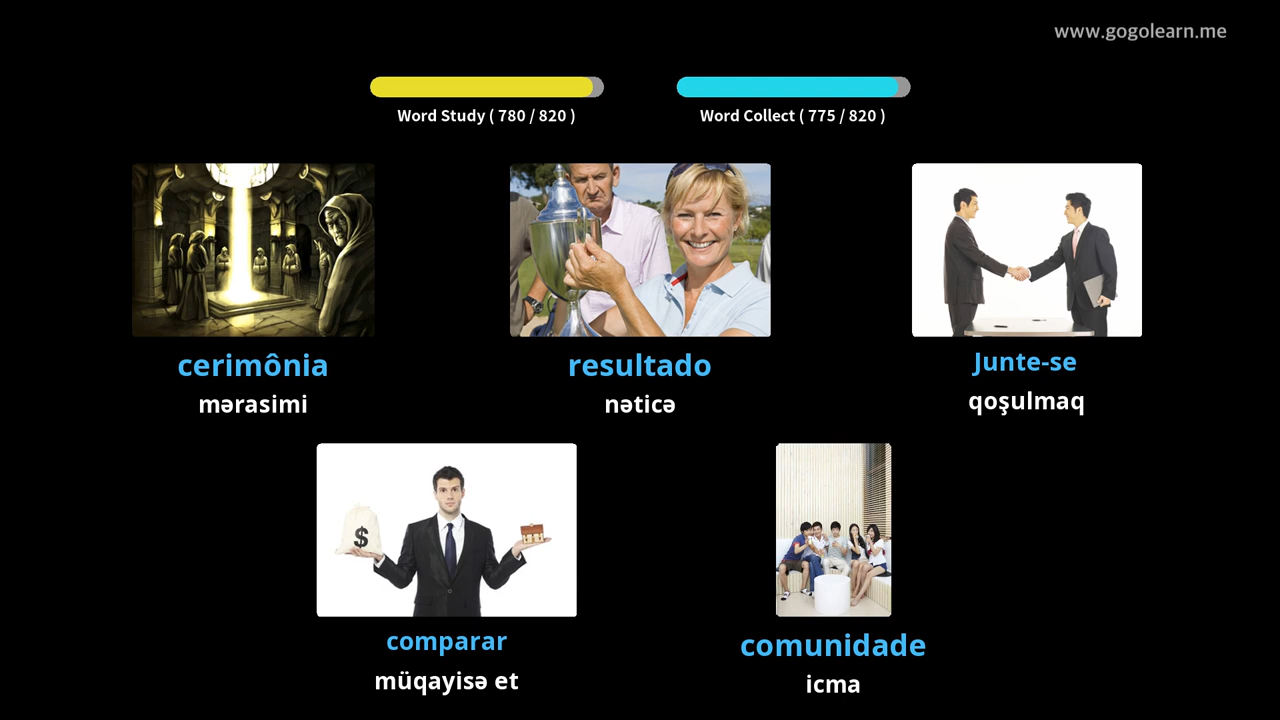 www.gogolearn.me
Word Study ( 780 / 820 )
Word Collect ( 775 / 820 )
cerimônia
mərasimi
resultado
nəticə
Junte-se
qoşulmaq
$
comparar
müqayisə et
comunidade
icma